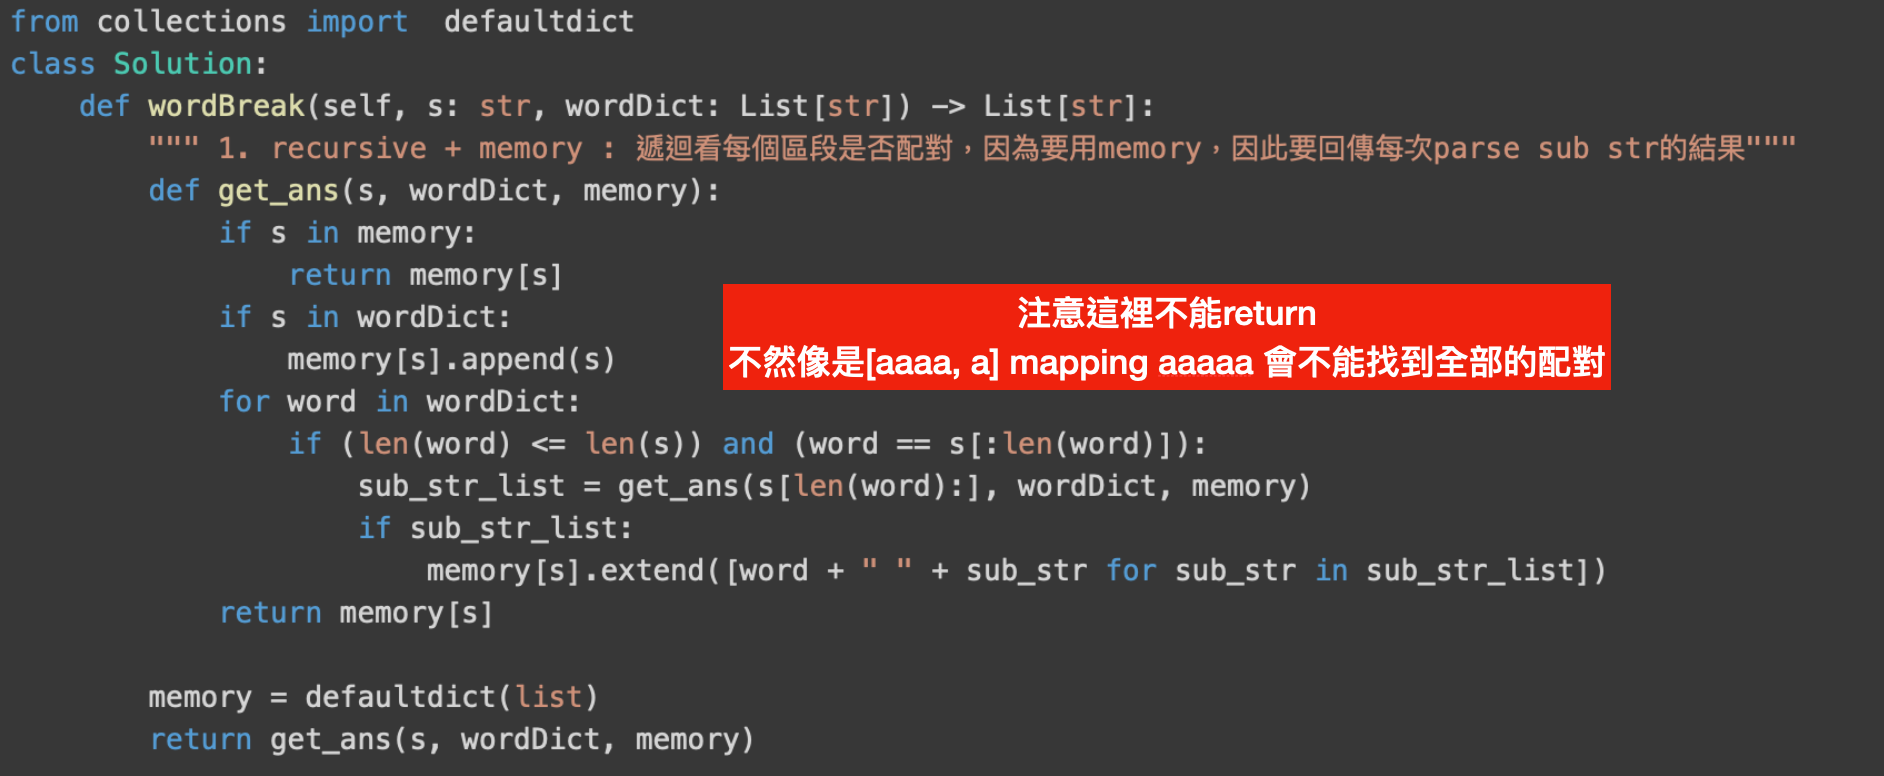 from collections import  defaultdict
class Solution:
    def wordBreak(self, s: str, wordDict: List[str]) -> List[str]:
        """ 1. recursive + memory : 遞迴看每個區段是否配對，因為要用memory，因此要回傳每次parse sub str的結果"""
        def get_ans(s, wordDict, memory):
            if s in memory:
                return memory[s]
            if s in wordDict:
                memory[s].append(s)
注意這裡不能return
不然像是[aaaa, a] mapping aaaaa 會不能找到全部的配對
            for word in wordDict:
                if (len(word) <= len(s)) and (word == s[:len(word)]):
                    sub_str_list = get_ans(s[len(word):], wordDict, memory)
                    if sub_str_list:
                        memory[s].extend([word + " " + sub_str for sub_str in sub_str_list])
            return memory[s]
        memory = defaultdict(list)
        return get_ans(s, wordDict, memory)